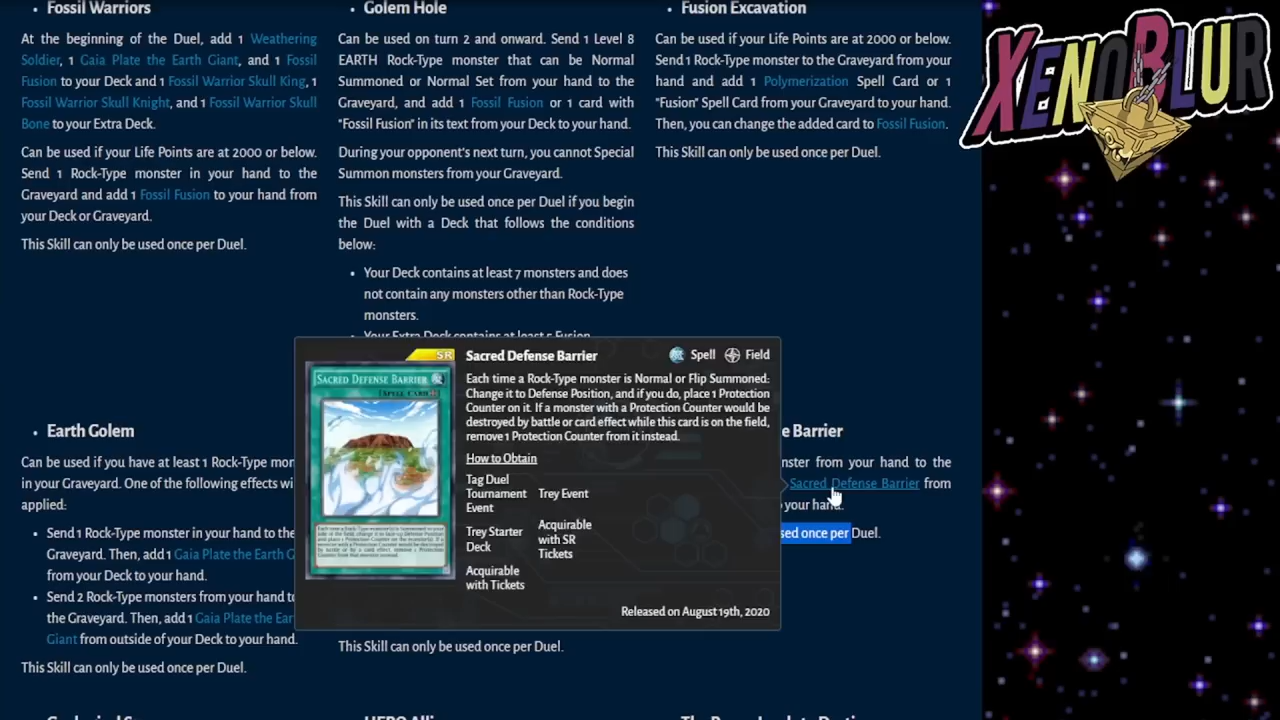 Fossil Warriors
At the beginning of the Duel, add 1 Weathering
Soldier, 1 Gaia Plate the Earth Giant, and 1 Fossil
Fusion to your Deck and 1 Fossil Warrior Skull King, 1
Fossil Warrior Skull Knight, and 1 Fossil Warrior Skull
Bone to your Extra Deck.
Can be used if your Life Points are at 2000 or below.
Send 1 Rock-Type monster in your hand to the
Graveyard and add 1 Fossil Fusion to your hand from
your Deck or Graveyard.
This Skill can only be used once per Duel.
Golem Hole
Can be used on turn 2 and onward. Send 1 Level 8
EARTH Rock-Type monster that can be Normal
Summoned or Normal Set from your hand to the
Graveyard, and add 1 Fossil Fusion or 1 card with
"Fossil Fusion" in its text from your Deck to your hand.
During your opponent's next turn, you cannot Special
Summon monsters from your Graveyard.
This Skill can only be used once per Duel if you begin
the Duel with a Deck that follows the conditions
below:
• Your Deck contains at least 7 monsters and does
not contain any monsters other than Rock-Type
monsters.
Your Extra Deck contains at least 5 Fusion
Fusion Excavation
Can be used if your Life Points are at 2000 or below.
Send 1 Rock-Type monster to the Graveyard from your
hand and add 1 Polymerization Spell Card or 1
"Fusion" Spell Card from your Graveyard to your hand.
Then, you can change the added card to Fossil Fusion.
This Skill can only be used once per Duel.
XENOBLUR
• Earth Golem
Can be used if you have at least 1 Rock-Type mon
in your Graveyard. One of the following effects wi
applied:
• Send 1 Rock-Type monster in your hand to the
Graveyard. Then, add 1 Gaia Plate the Earth G
from your Deck to your hand.
• Send 2 Rock-Type monsters from your hand to
the Graveyard. Then, add 1 Gaia Plate the Ear
Giant from outside of your Deck to your hand.
This Skill can only be used once per Duel.
SR
SACRED DEFENSE BARRIER
SPELL CARD
Sacred Defense Barrier
Spell
Field
Each time a Rock-Type monster is Normal or Flip Summoned:
Change it to Defense Position, and if you do, place 1 Protection
Counter on it. If a monster with a Protection Counter would be
destroyed by battle or card effect while this card is on the field,
remove 1 Protection Counter from it instead.
How to Obtain
Tag Duel
Tournament
Event
Trey Event
Trey Starter
Deck
Acquirable
with SR
Tickets
Acquirable
with Tickets
Released on August 19th, 2020
This Skill can only be used once per Duel.
e Barrier
nster from your hand to the
Sacred Defense Barrier from
your hand.
sed once per Duel.